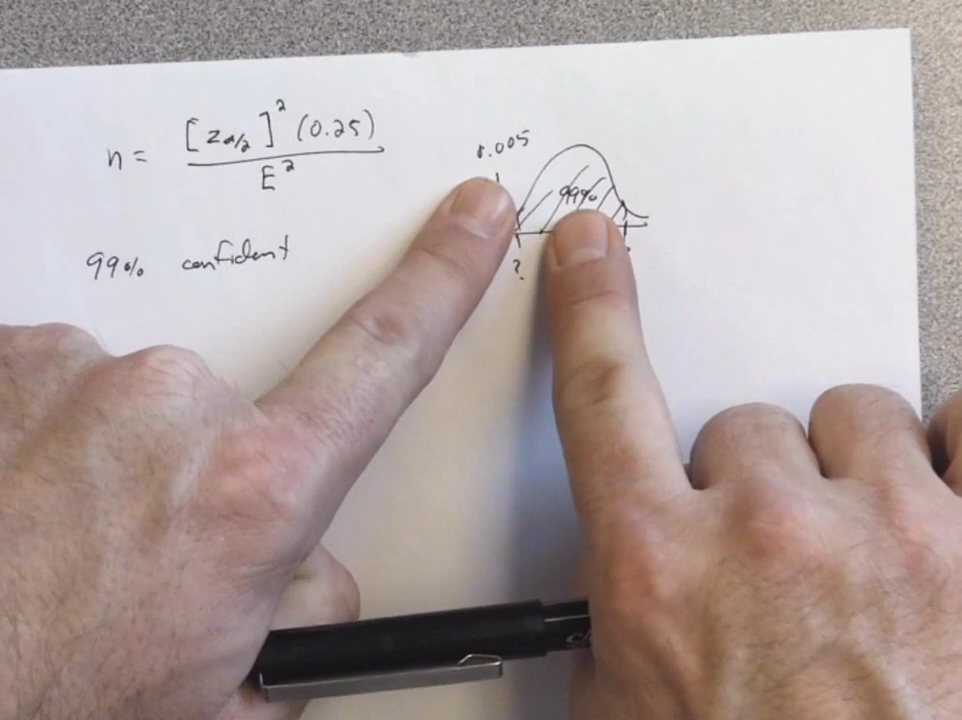 n = [zα/2]² (0.25) / E²
0.005
99%
99% confident
?